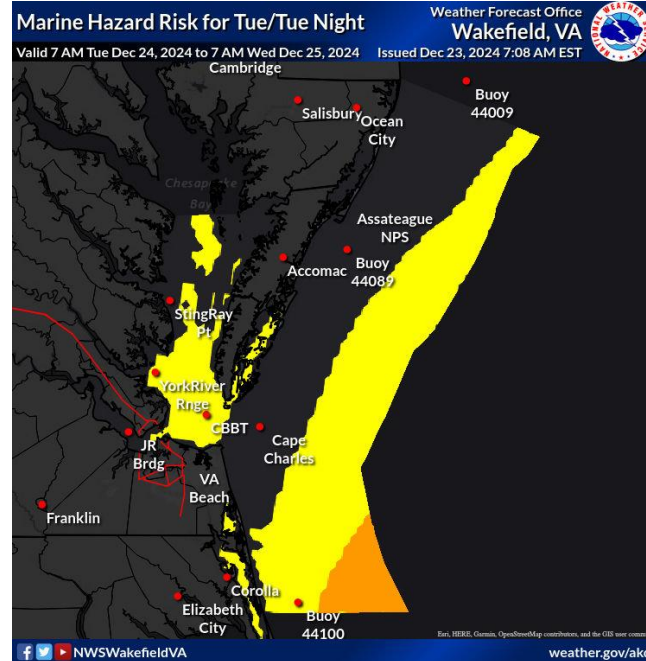 Marine Hazard Risk for Tue/Tue Night
Weather Forecast Office
Wakefield, VA
Valid 7 AM Tue Dec 24, 2024 to 7 AM Wed Dec 25, 2024
Issued Dec 23, 2024 7:08 AM EST
NATIONAL WEATHER SERVICE
Cambridge
Salisbury
Ocean
City
Buoy
44009
Chesapeake
Bay
Assateague
NPS
Accomac
Buoy
44089
StingRay
Pt
YorkRiver
Rnge
CBBT
Cape
Charles
JR
Brdg
VA
Beach
Franklin
Corolla
Elizabeth
City
Buoy
44100
Esri, HERE, Garmin, OpenStreetMap contributors, and the GIS user comm
NWSWakefieldVA
weather.gov/akq